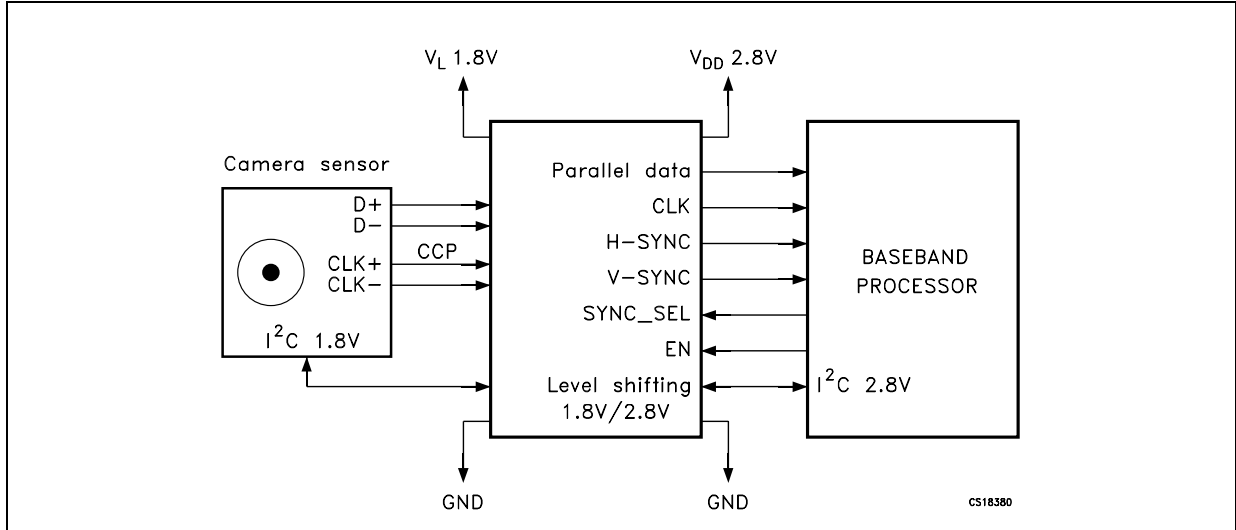 V_L 1.8V
V_DD 2.8V
Camera sensor
D+
D-
CLK+
CLK-
CCP
I²C 1.8V
Parallel data
CLK
H-SYNC
V-SYNC
SYNC_SEL
EN
Level shifting
1.8V/2.8V
BASEBAND
PROCESSOR
I²C 2.8V
GND
GND
CS18380